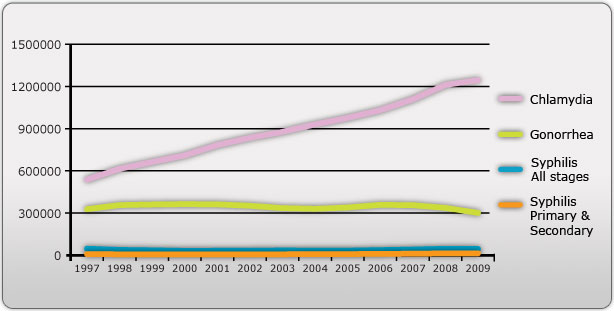 1500000
1200000
900000
600000
300000
0
1997 1998 1999 2000 2001 2002 2003 2004 2005 2006 2007 2008 2009
Chlamydia
Gonorrhea
Syphilis
All stages
Syphilis
Primary &
Secondary